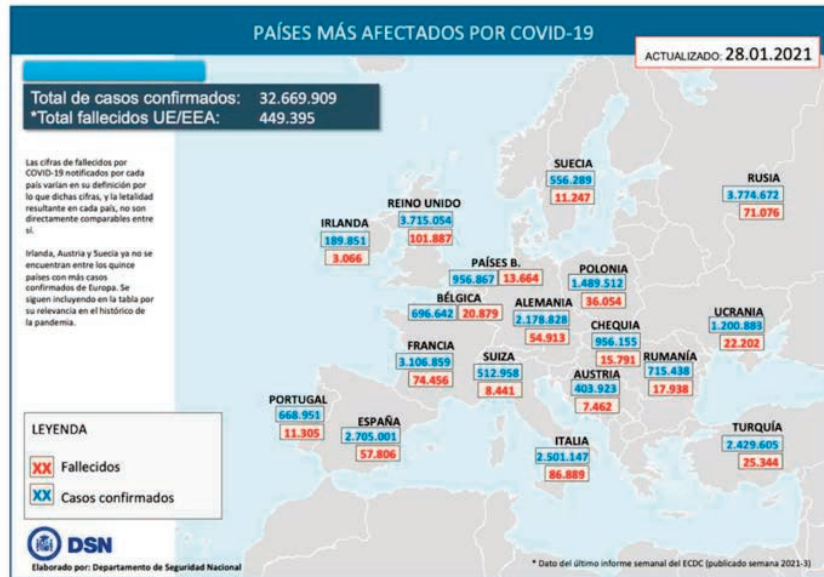 PAÍSES MÁS AFECTADOS POR COVID-19
ACTUALIZADO: 28.01.2021
Total de casos confirmados: 32.669.909
*Total fallecidos UE/EEA: 449.395
Las cifras de fallecidos por
COVID-19 notificados por cada
país varían en su definición por
lo que dichas cifras, y la letalidad
resultante en cada país, no son
directamente comparables entre
sí.
Irlanda, Austria y Suecia ya no se
encuentran entre los quince
países con más casos
confirmados de Europa. Se
siguen incluyendo en la tabla por
su relevancia en el histórico de
la pandemia.
SUECIA
556.289
11.247
RUSIA
3.774.672
71.076
REINO UNIDO
3.715.054
101.887
IRLANDA
189.851
3.066
PAÍSES B.
956.867 13.664
POLONIA
1.489.512
36.054
BÉLGICA
696.642 20.879
ALEMANIA
2.178.828
54.913
UCRANIA
1.200.883
22.202
CHEQUIA
956.155
15.791
FRANCIA
3.106.859
74.456
SUIZA
512.958
8.441
RUMANÍA
715.438
17.938
AUSTRIA
403.923
7.462
PORTUGAL
668.951
11.305
ESPAÑA
2.705.001
57.806
ITALIA
2.501.147
86.889
TURQUÍA
2.429.605
25.344
LEYENDA
XX Fallecidos
XX Casos confirmados
DSN
Elaborado por: Departamento de Seguridad Nacional
* Dato del último informe semanal del ECDC (publicado semana 2021-3)